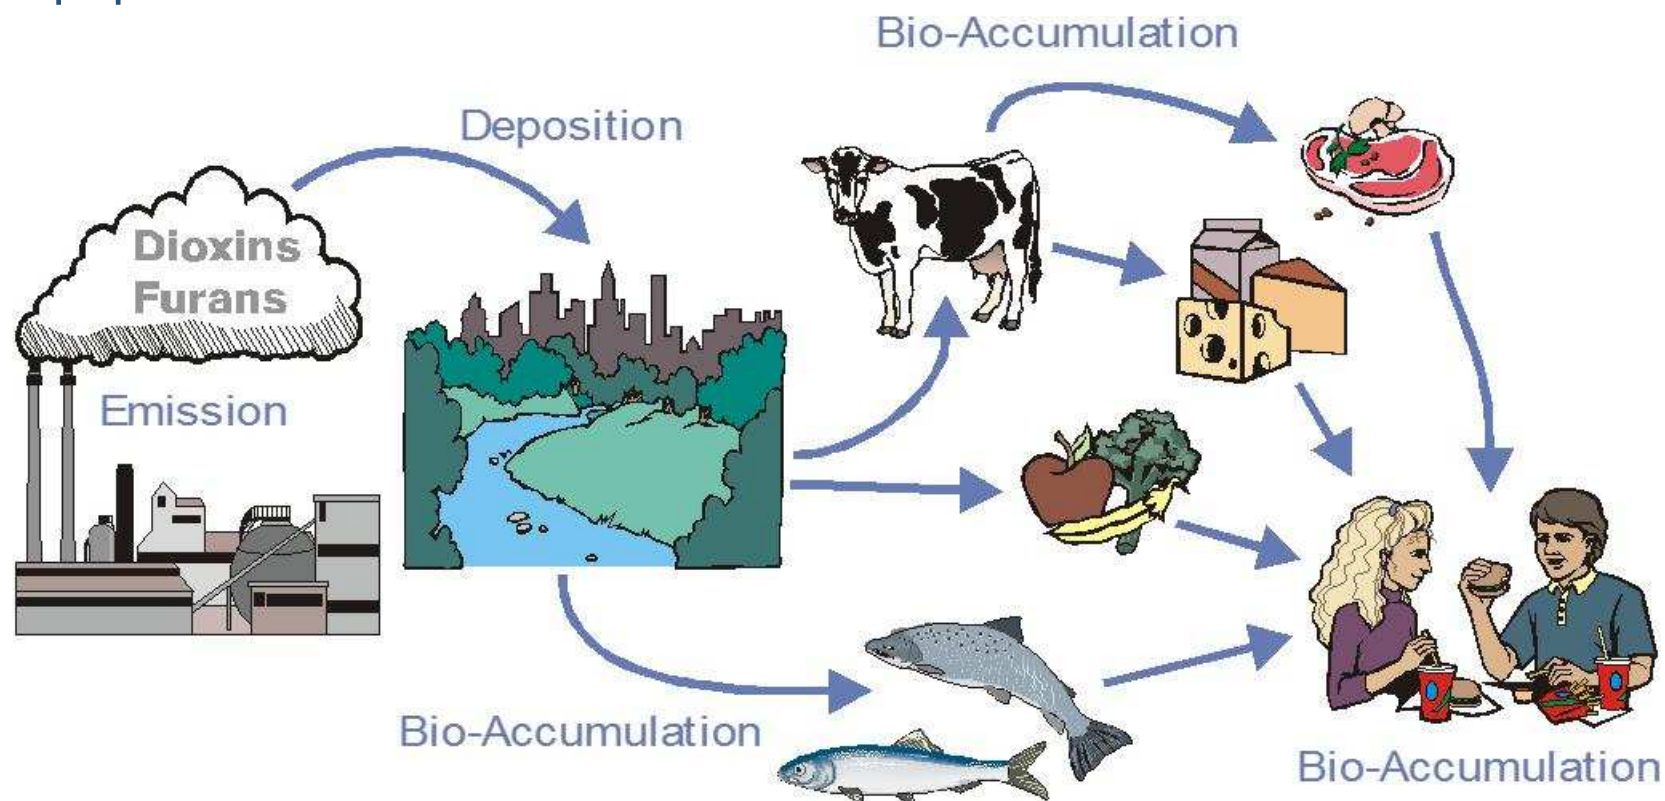 Bio-Accumulation
Deposition
Dioxins
Furans
Emission
Bio-Accumulation
Bio-Accumulation